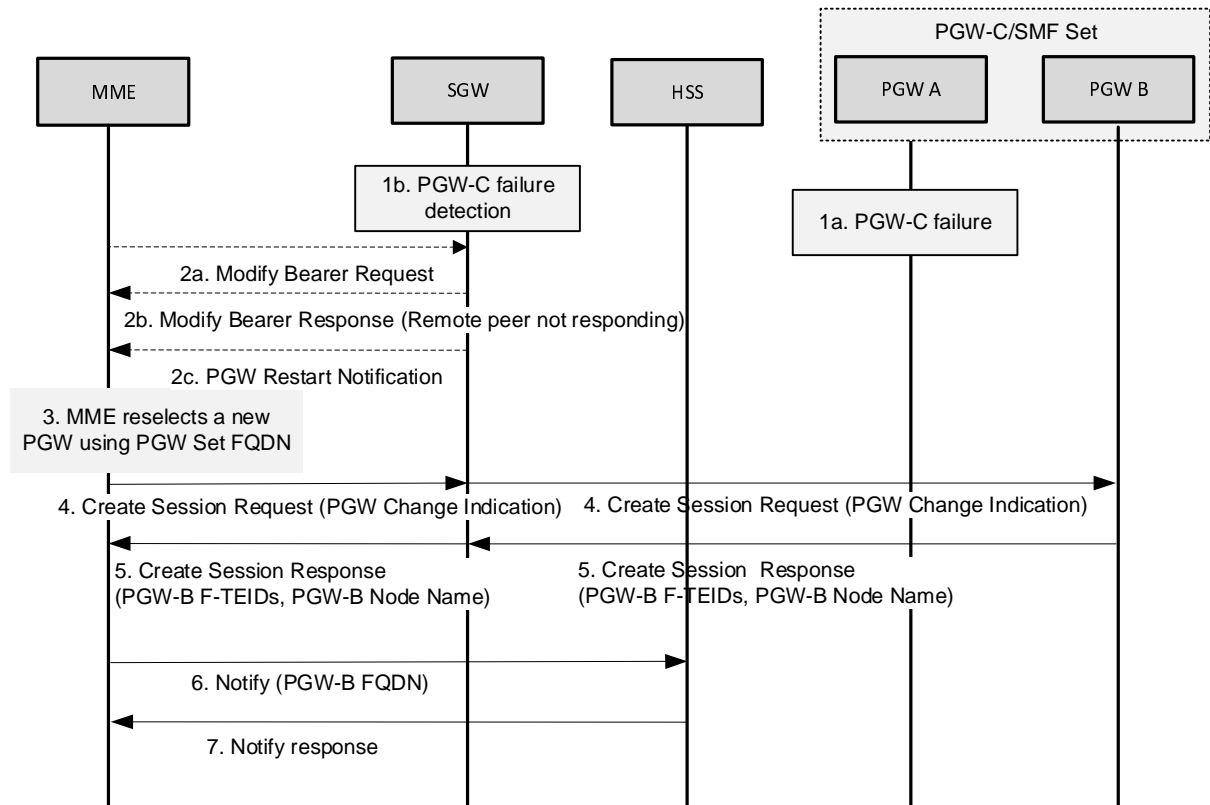 PGW-C/SMF Set
MME
SGW
HSS
PGW A
PGW B
1b. PGW-C failure
detection
1a. PGW-C failure
2a. Modify Bearer Request
2b. Modify Bearer Response (Remote peer not responding)
2c. PGW Restart Notification
3. MME reselects a new
PGW using PGW Set FQDN
4. Create Session Request (PGW Change Indication)
4. Create Session Request (PGW Change Indication)
5. Create Session Response
(PGW-B F-TEIDs, PGW-B Node Name)
5. Create Session Response
(PGW-B F-TEIDs, PGW-B Node Name)
6. Notify (PGW-B FQDN)
7. Notify response